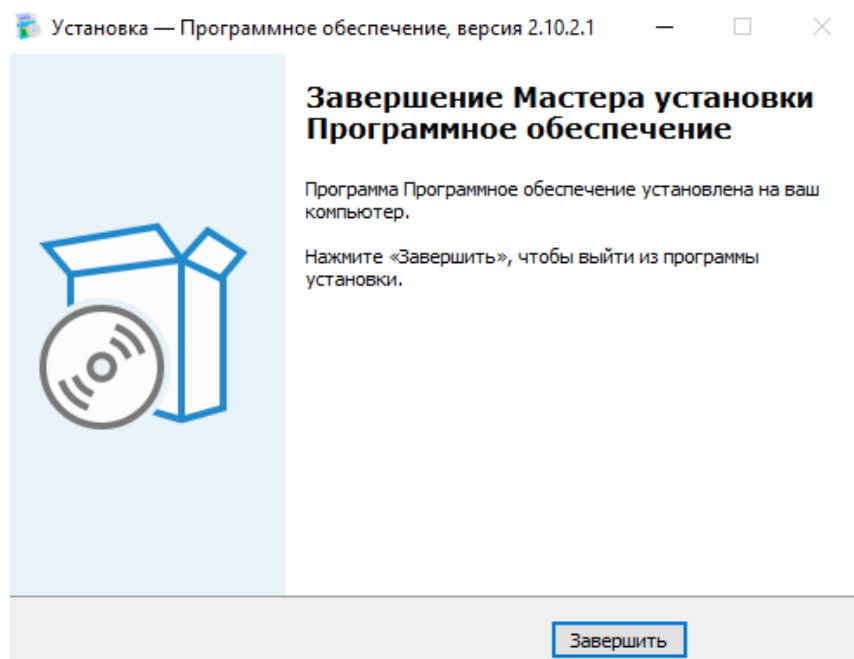 Установка — Программное обеспечение, версия 2.10.2.1
Завершение Мастера установки
Программное обеспечение
Программа Программное обеспечение установлена на ваш
компьютер.
Нажмите «Завершить», чтобы выйти из программы
установки.
Завершить